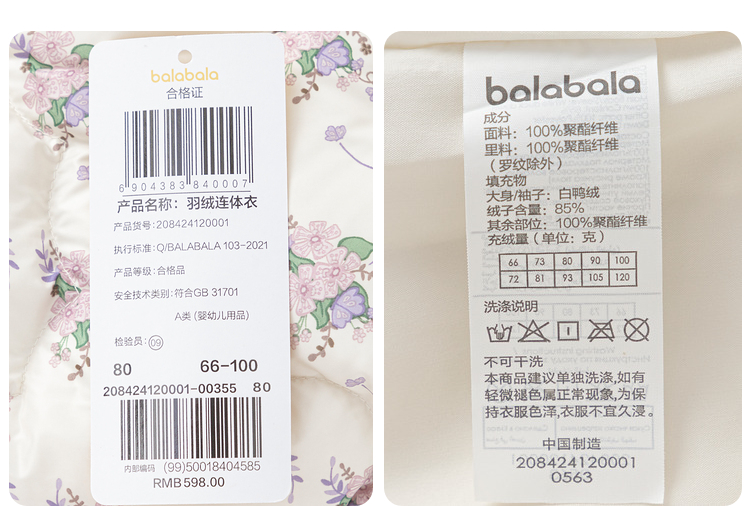 balabala
合格证
6 904383 840007
产品名称：羽绒连体衣
产品货号：208424120001
执行标准：Q/BALABALA 103-2021
产品等级：合格品
安全技术类别：符合GB 31701
A类 (婴幼儿用品)
检验员：09
80 66-100
208424120001-00355 80
内部编码 (99)50018404585
RMB 598.00
balabala
成分
面料：100%聚酯纤维
里料：100%聚酯纤维
（罗纹除外）
填充物
大身/袖子：白鸭绒
绒子含量：85%
其余部位：100%聚酯纤维
充绒量（单位：克）
66 73 80 90 100
72 81 93 105 120
洗涤说明
不可干洗
本商品建议单独洗涤,如有
轻微褪色属正常现象,为保
持衣服色泽,衣服不宜久浸。
中国制造
208424120001
0563